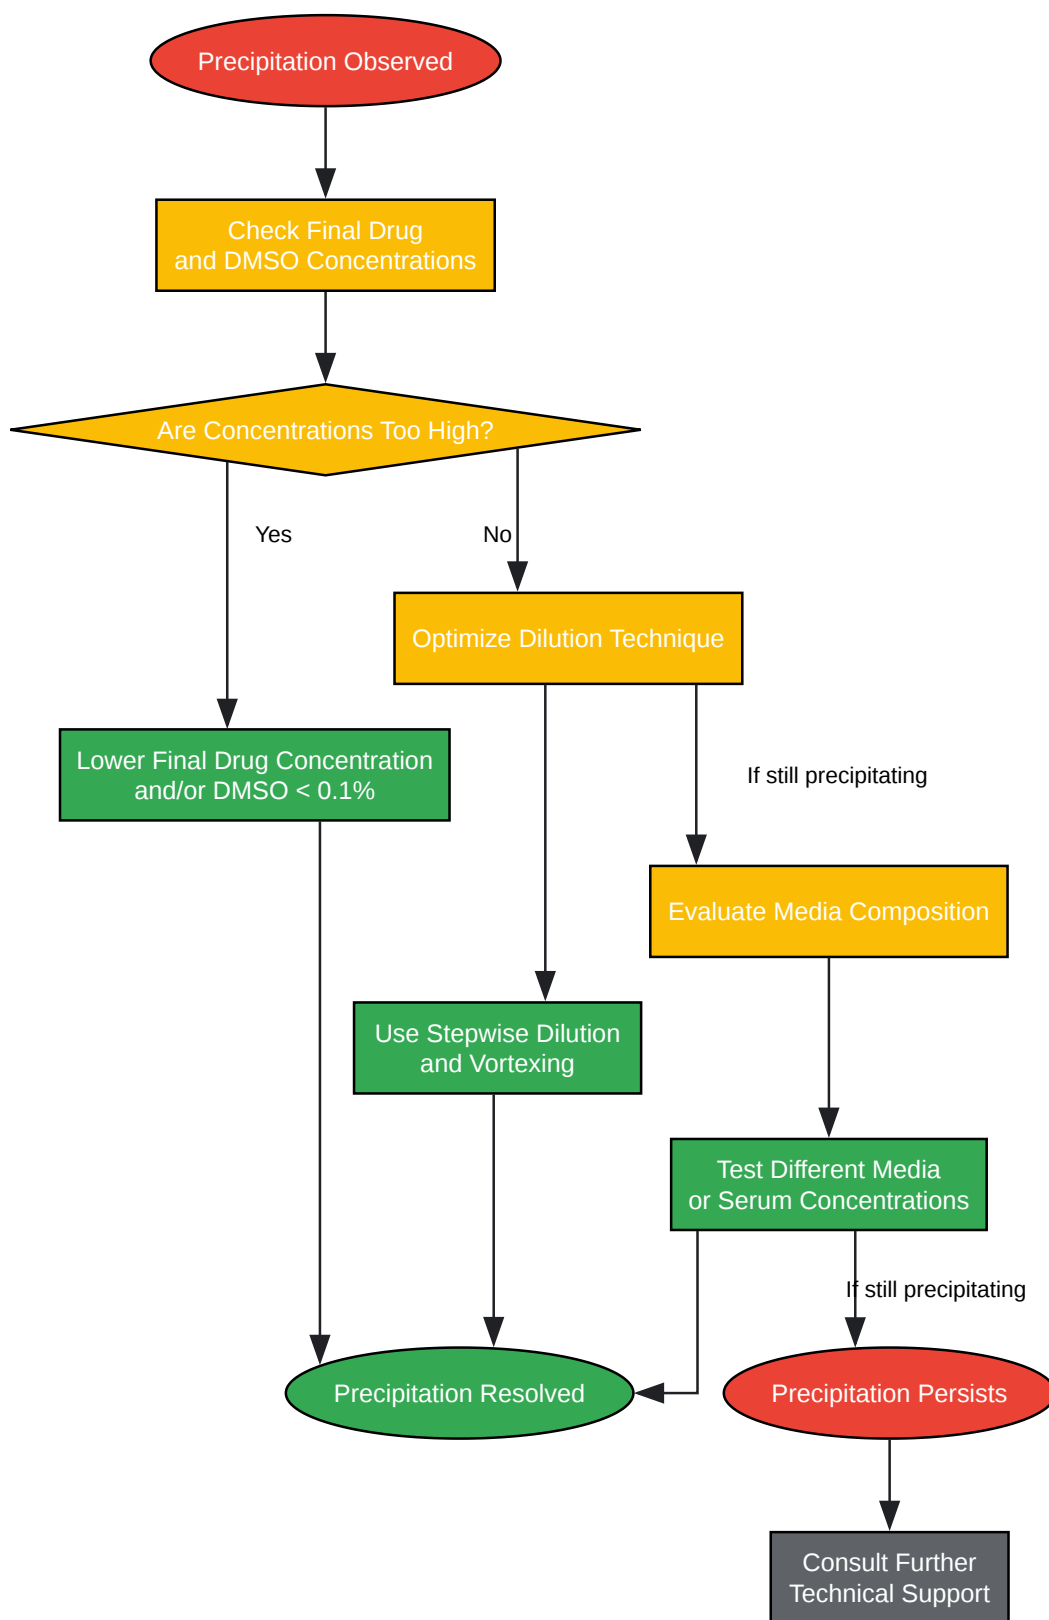 Precipitation Observed
Check Final Drug
and DMSO Concentrations
Are Concentrations Too High?
Yes
No
Optimize Dilution Technique
Lower Final Drug Concentration
and/or DMSO < 0.1%
If still precipitating
Evaluate Media Composition
Use Stepwise Dilution
and Vortexing
Test Different Media
or Serum Concentrations
If still precipitating
Precipitation Resolved
Precipitation Persists
Consult Further
Technical Support